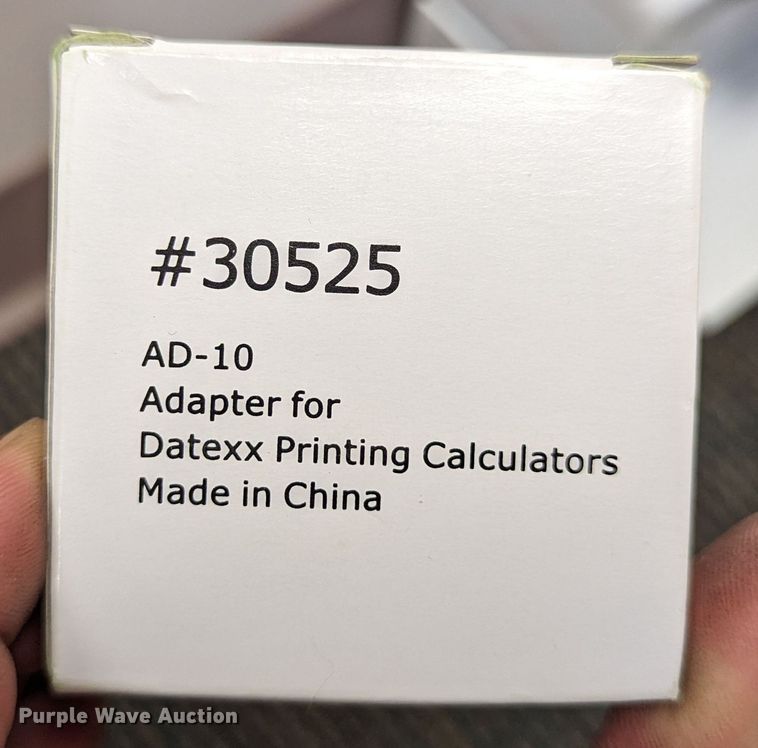 #30525
AD-10
Adapter for
Datexx Printing Calculators
Made in China
Purple Wave Auction